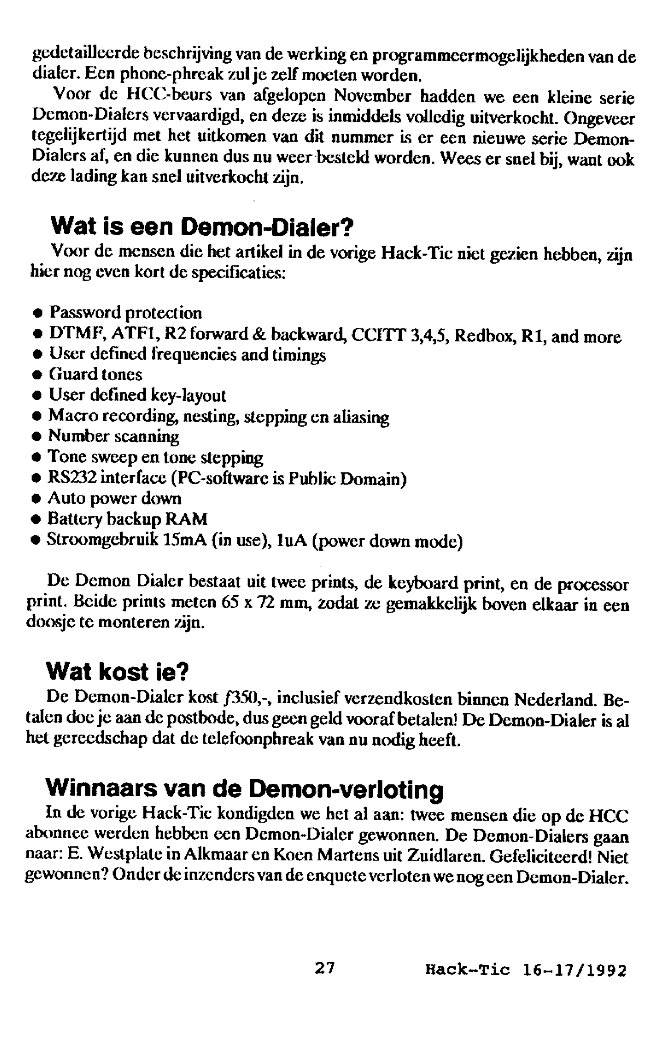 gedetailleerde beschrijving van de werking en programmeermogelijkheden van de
dialer. Een phone-phreak zul je zelf moeten worden.
Voor de HCC-beurs van afgelopen November hadden we een kleine serie
Demon-Dialers vervaardigd, en deze is inmiddels volledig uitverkocht. Ongeveer
tegelijkertijd met het uitkomen van dit nummer is er een nieuwe serie Demon-
Dialers af, en die kunnen dus nu weer besteld worden. Wees er snel bij, want ook
deze lading kan snel uitverkocht zijn.
Wat is een Demon-Dialer?
Voor de mensen die het artikel in de vorige Hack-Tic niet gezien hebben, zijn
hier nog even kort de specificaties:
● Password protection
● DTMF, ATF1, R2 forward & backward, CCITT 3,4,5, Redbox, R1, and more
● User defined frequencies and timings
● Guard tones
● User defined key-layout
● Macro recording, nesting, stepping en aliasing
● Number scanning
● Tone sweep en tone stepping
● RS232 interface (PC-software is Public Domain)
● Auto power down
● Battery backup RAM
● Stroomgebruik 15mA (in use), 1uA (power down mode)
De Demon Dialer bestaat uit twee prints, de keyboard print, en de processor
print. Beide prints meten 65 x 72 mm, zodat ze gemakkelijk boven elkaar in een
doosje te monteren zijn.
Wat kost ie?
De Demon-Dialer kost ƒ350,-, inclusief verzendkosten binnen Nederland. Be-
talen doe je aan de postbode, dus geen geld vooraf betalen! De Demon-Dialer is al
het gereedschap dat de telefoonphreak van nu nodig heeft.
Winnaars van de Demon-verloting
In de vorige Hack-Tic kondigden we het al aan: twee mensen die op de HCC
abonnee werden hebben een Demon-Dialer gewonnen. De Demon-Dialers gaan
naar: E. Westplate in Alkmaar en Koen Martens uit Zuidlaren. Gefeliciteerd! Niet
gewonnen? Onder de inzenders van de enquete verloten we nog een Demon-Dialer.
27 Hack-Tic 16-17/1992